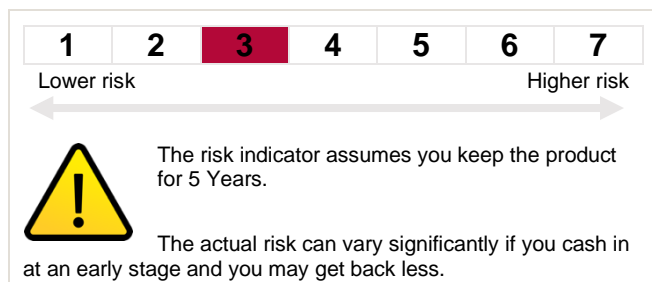 1 2 3 4 5 6 7
Lower risk Higher risk
The risk indicator assumes you keep the product
for 5 Years.
The actual risk can vary significantly if you cash in
at an early stage and you may get back less.